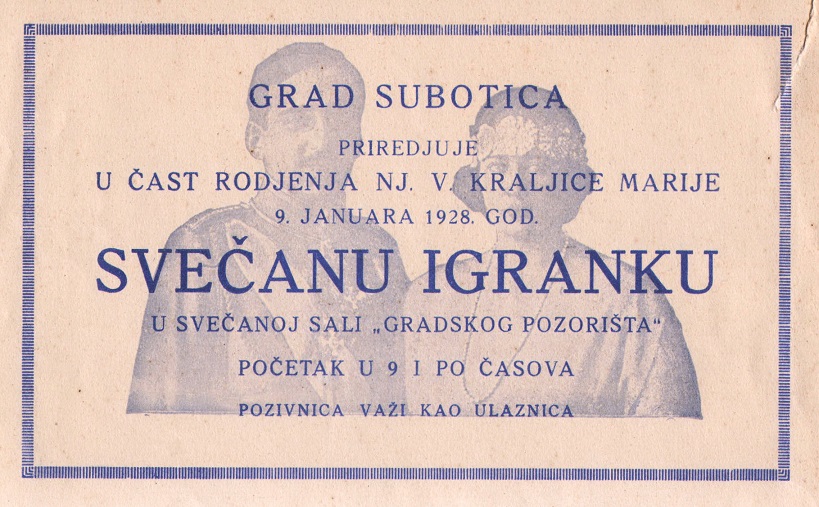 GRAD SUBOTICA
PRIREDJUJE
U ČAST RODJENJA NJ. V. KRALJICE MARIJE
9. JANUARA 1928. GOD.
SVEČANU IGRANKU
U SVEČANOJ SALI „GRADSKOG POZORIŠTA“
POČETAK U 9 I PO ČASOVA
POZIVNICA VAŽI KAO ULAZNICA